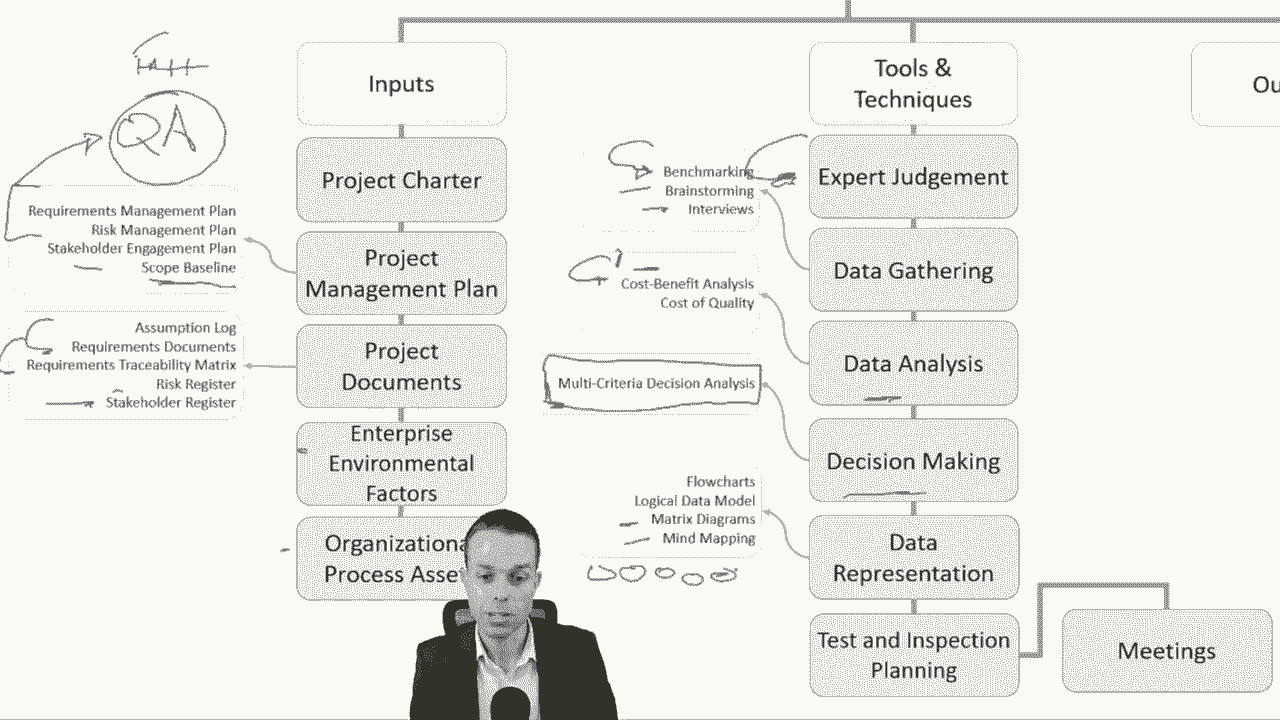 QA
Requirements Management Plan
Risk Management Plan
Stakeholder Engagement Plan
Scope Baseline
Assumption Log
Requirements Documents
Requirements Traceability Matrix
Risk Register
Stakeholder Register
Inputs
Project Charter
Project
Management Plan
Project
Documents
Enterprise
Environmental
Factors
Organizationa
Process Asse
Benchmarking
Brainstorming
Interviews
Cost-Benefit Analysis
Cost of Quality
Multi-Criteria Decision Analysis
Flowcharts
Logical Data Model
Matrix Diagrams
Mind Mapping
Tools &
Techniques
Expert Judgement
Data Gathering
Data Analysis
Decision Making
Data
Representation
Test and Inspection
Planning
Meetings
Ou